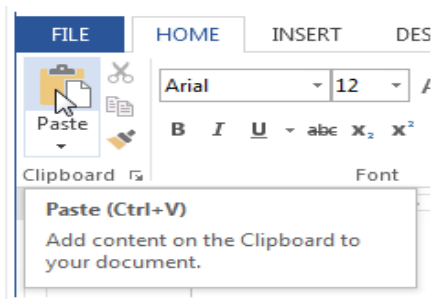 FILE HOME INSERT DES
Arial 12 A
Paste B I U abc X₂ X²
Clipboard Font
Paste (Ctrl+V)
Add content on the Clipboard to
your document.